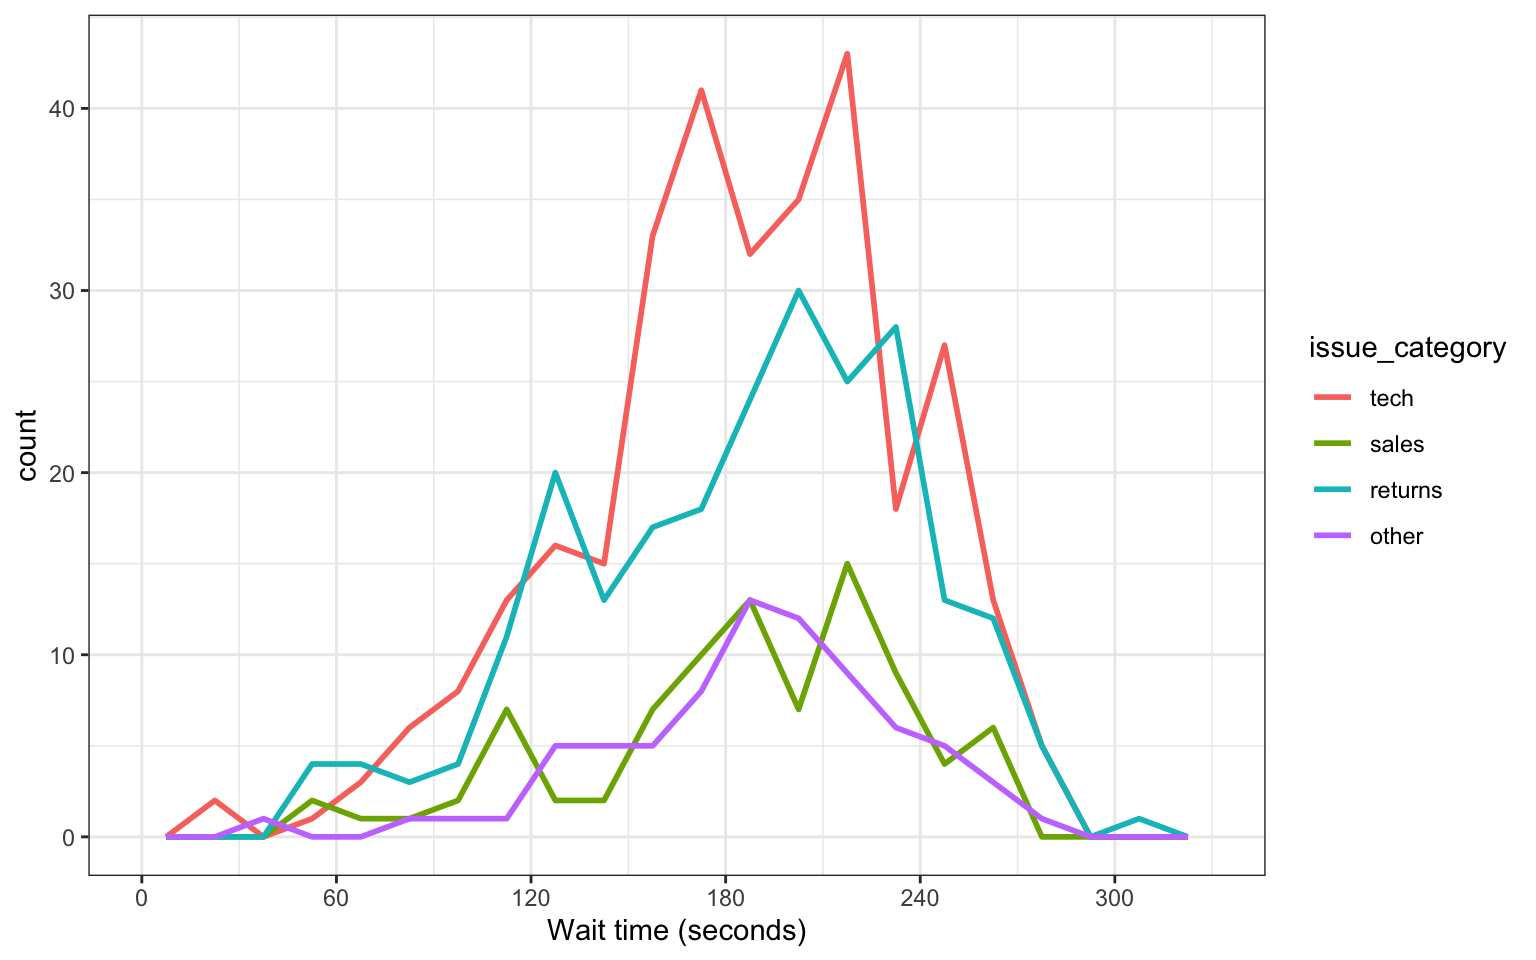 40
30
20
10
0
count
0 60 120 180 240 300
Wait time (seconds)
issue_category
tech
sales
returns
other